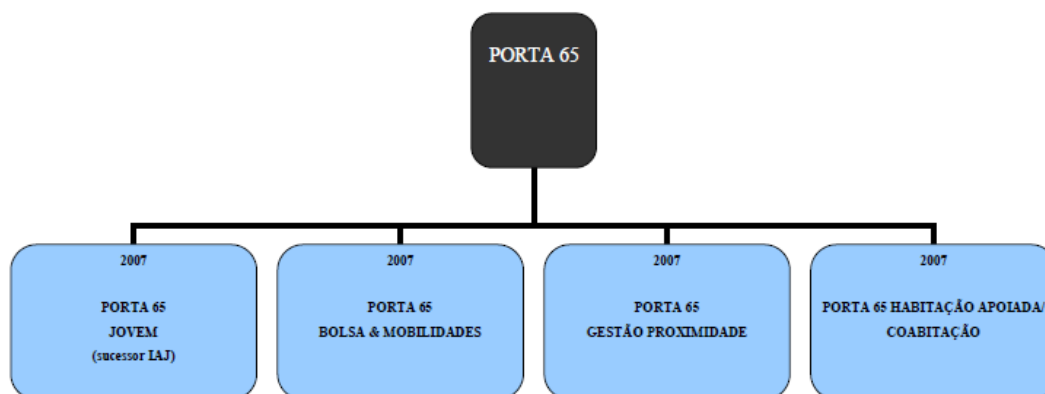 PORTA 65
2007
PORTA 65
JOVEM
(sucessor IAJ)
2007
PORTA 65
BOLSA & MOBILIDADES
2007
PORTA 65
GESTÃO PROXIMIDADE
2007
PORTA 65 HABITAÇÃO APOIADA/
COABITAÇÃO